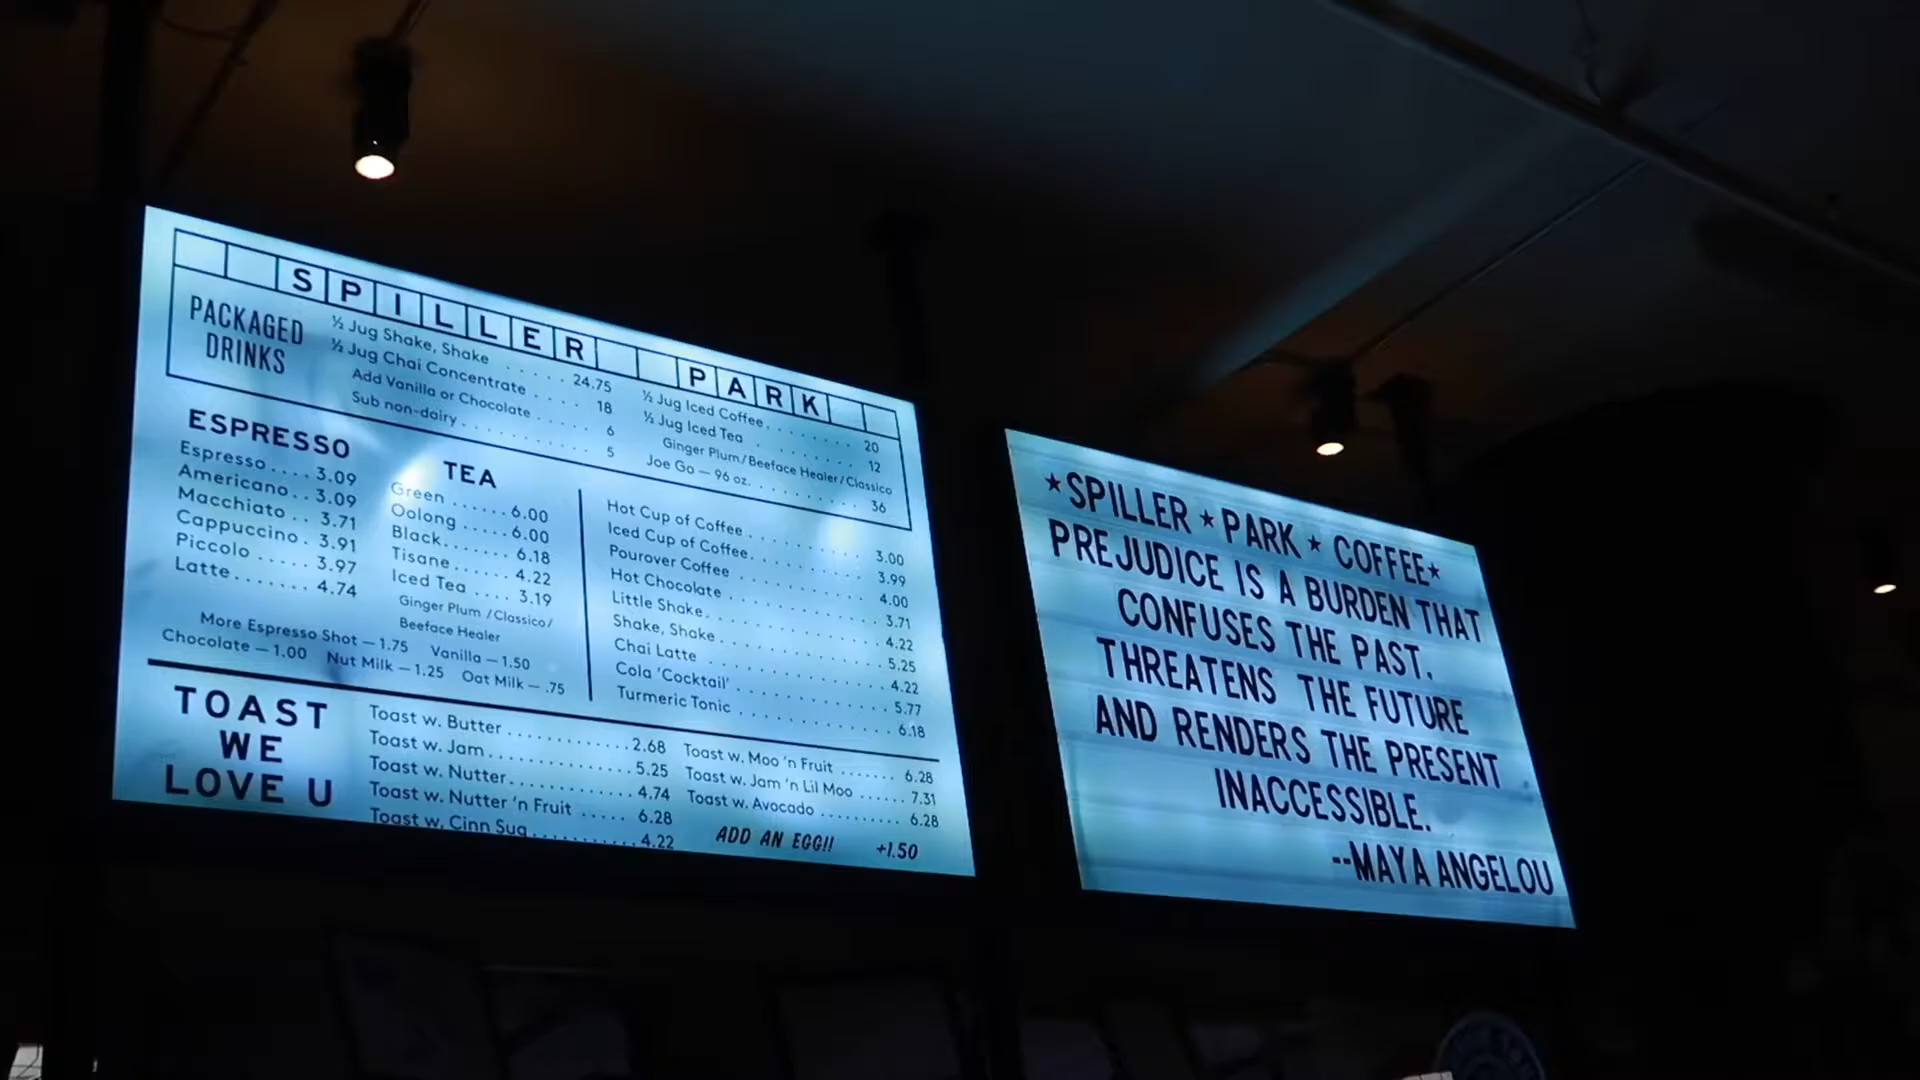 SPILLER PARK
PACKAGED
DRINKS
½ Jug Shake, Shake ..... 24.75
½ Jug Chai Concentrate .... 18
Add Vanilla or Chocolate ...... 6
Sub non-dairy .......... 5
½ Jug Iced Coffee ........ 20
½ Jug Iced Tea ........ 12
Ginger Plum/Beeface Healer/Classico
Joe Go — 96 oz. .......... 36
ESPRESSO
Espresso .... 3.09
Americano .. 3.09
Macchiato .. 3.71
Cappuccino . 3.91
Piccolo ...... 3.97
Latte ....... 4.74
TEA
Green ...... 6.00
Oolong ..... 6.00
Black ....... 6.18
Tisane ...... 4.22
Iced Tea .... 3.19
Ginger Plum /Classico/
Beeface Healer
More Espresso Shot — 1.75 Vanilla — 1.50
Chocolate — 1.00 Nut Milk — 1.25 Oat Milk — .75
Hot Cup of Coffee ........... 3.00
Iced Cup of Coffee ........... 3.99
Pourover Coffee ............ 4.00
Hot Chocolate ............. 3.71
Little Shake ............... 4.22
Shake, Shake .............. 5.25
Chai Latte ................ 4.22
Cola 'Cocktail' ............. 5.77
Turmeric Tonic ............. 6.18
TOAST
WE
LOVE U
Toast w. Butter ............ 2.68
Toast w. Jam .............. 5.25
Toast w. Nutter ............ 4.74
Toast w. Nutter 'n Fruit ..... 6.28
Toast w. Cinn Sug .......... 4.22
Toast w. Moo 'n Fruit ....... 6.28
Toast w. Jam 'n Lil Moo ...... 7.31
Toast w. Avocado .......... 6.28
ADD AN EGG!! +1.50
★SPILLER ★ PARK ★ COFFEE★
PREJUDICE IS A BURDEN THAT
CONFUSES THE PAST,
THREATENS THE FUTURE
AND RENDERS THE PRESENT
INACCESSIBLE.
--MAYA ANGELOU